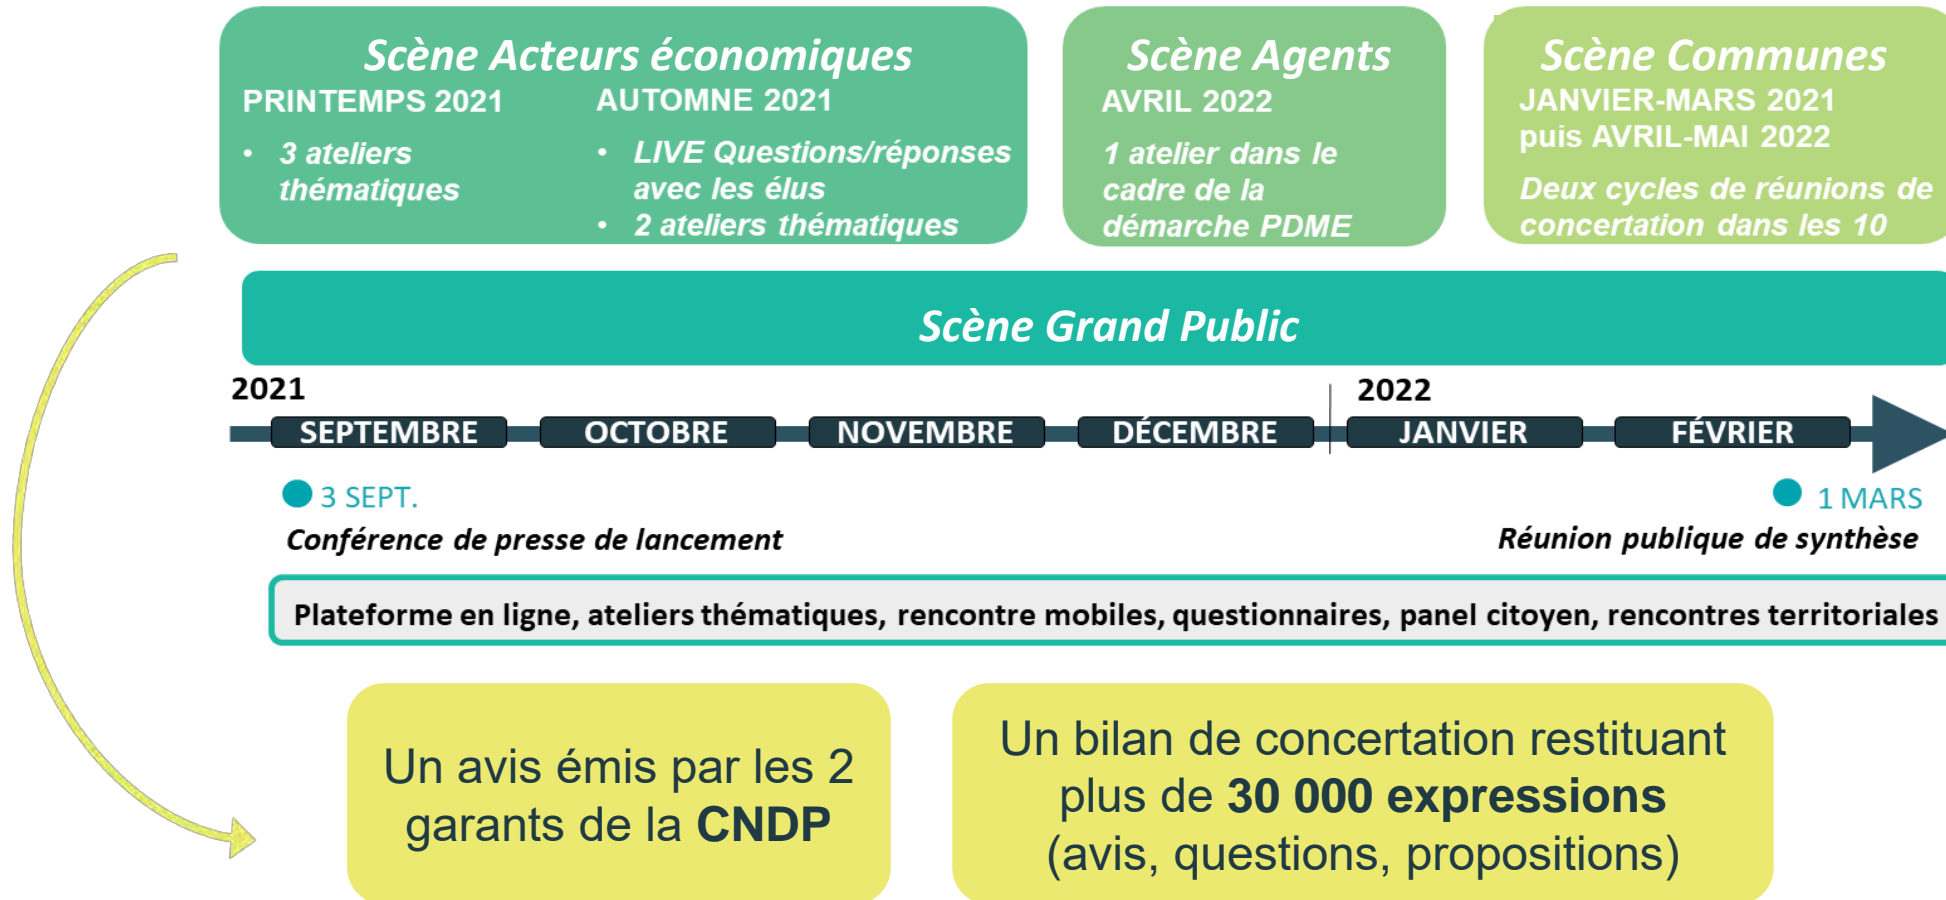 Scène Acteurs économiques
PRINTEMPS 2021
• 3 ateliers
thématiques
AUTOMNE 2021
• LIVE Questions/réponses
avec les élus
• 2 ateliers thématiques
Scène Agents
AVRIL 2022
1 atelier dans le
cadre de la
démarche PDME
Scène Communes
JANVIER-MARS 2021
puis AVRIL-MAI 2022
Deux cycles de réunions de
concertation dans les 10
Scène Grand Public
2021
2022
SEPTEMBRE
OCTOBRE
NOVEMBRE
DÉCEMBRE
JANVIER
FÉVRIER
3 SEPT.
Conférence de presse de lancement
1 MARS
Réunion publique de synthèse
Plateforme en ligne, ateliers thématiques, rencontre mobiles, questionnaires, panel citoyen, rencontres territoriales
Un avis émis par les 2
garants de la CNDP
Un bilan de concertation restituant
plus de 30 000 expressions
(avis, questions, propositions)